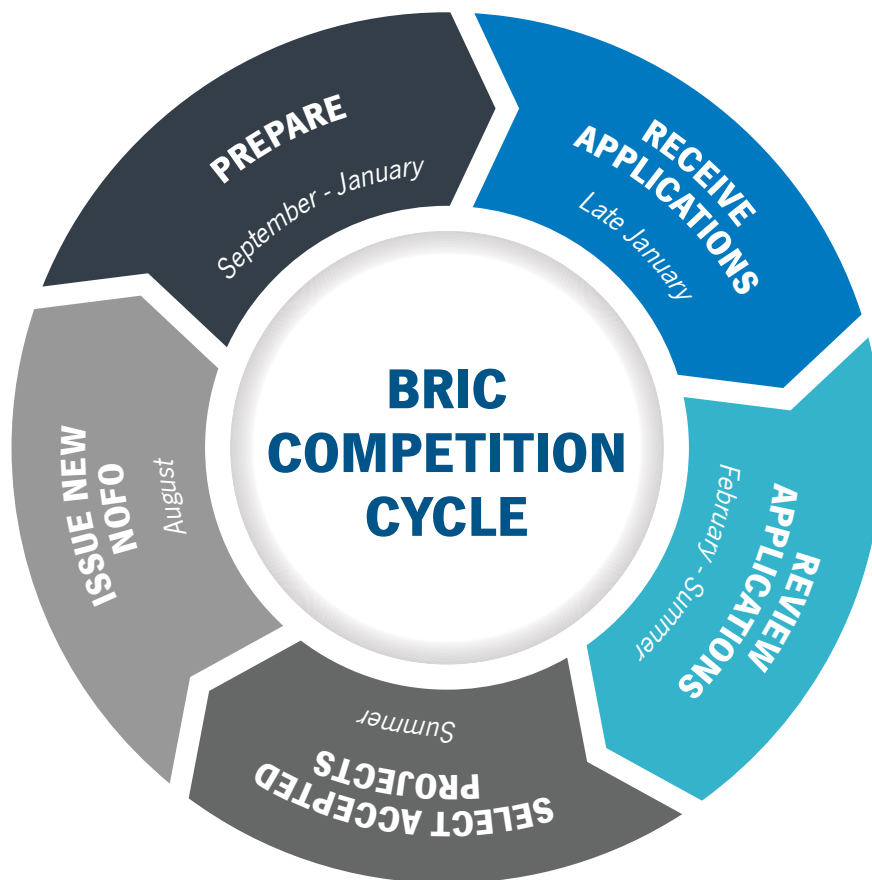 BRIC
COMPETITION
CYCLE
PREPARE
September - January
RECEIVE
APPLICATIONS
Late January
REVIEW
APPLICATIONS
February - Summer
SELECT ACCEPTED
PROJECTS
Summer
ISSUE NEW
NOFO
August